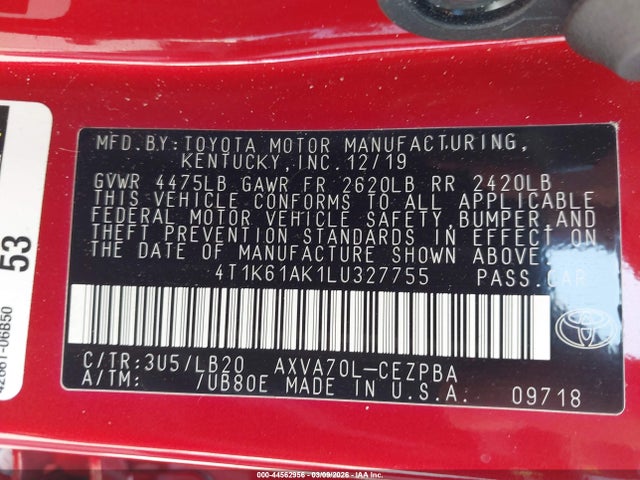 MFD.BY:TOYOTA MOTOR MANUFACTURING,
KENTUCKY,INC.12/19
GVWR 4475LB GAWR FR 2620LB RR 2420LB
THIS VEHICLE CONFORMS TO ALL APPLICABLE
FEDERAL MOTOR VEHICLE SAFETY, BUMPER, AND
THEFT PREVENTION STANDARDS IN EFFECT ON
THE DATE OF MANUFACTURE SHOWN ABOVE.
4T1K61AK1LU327755 PASS.CAR
C/TR:3U5/LB20 AXVA70L-CEZPBA
A/TM: /UB80E MADE IN U.S.A. 09718
53
42661-06B50
000-44562956 - 03/09/2026 - IAA Inc.